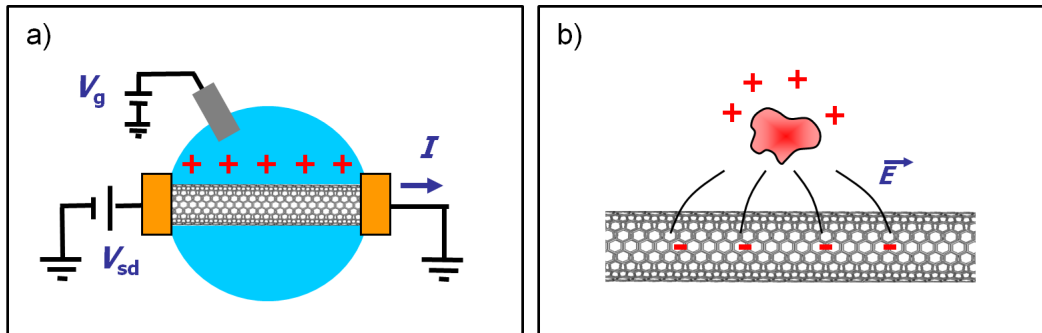 a)
Vg
+ + + + +
I
Vsd
b)
+ + + +
E
- - - -